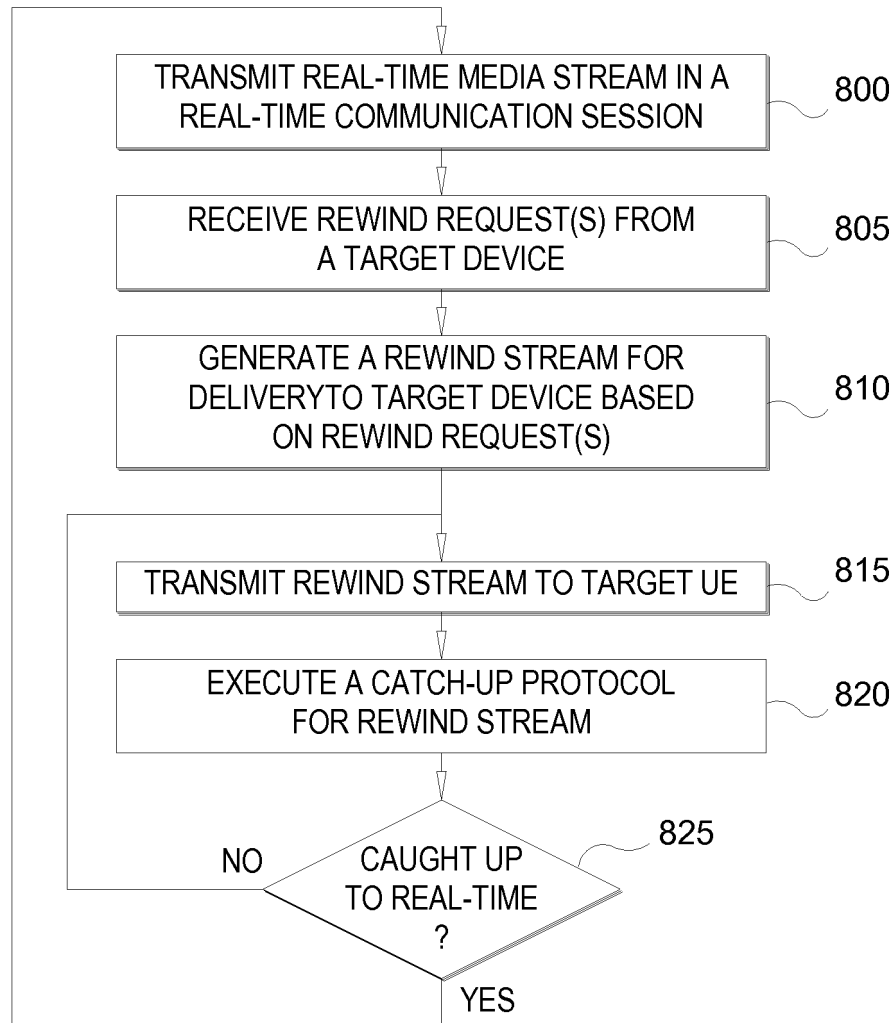 TRANSMIT REAL-TIME MEDIA STREAM IN A
REAL-TIME COMMUNICATION SESSION
800
RECEIVE REWIND REQUEST(S) FROM
A TARGET DEVICE
805
GENERATE A REWIND STREAM FOR
DELIVERYTO TARGET DEVICE BASED
ON REWIND REQUEST(S)
810
TRANSMIT REWIND STREAM TO TARGET UE
815
EXECUTE A CATCH-UP PROTOCOL
FOR REWIND STREAM
820
CAUGHT UP
TO REAL-TIME
?
825
NO
YES